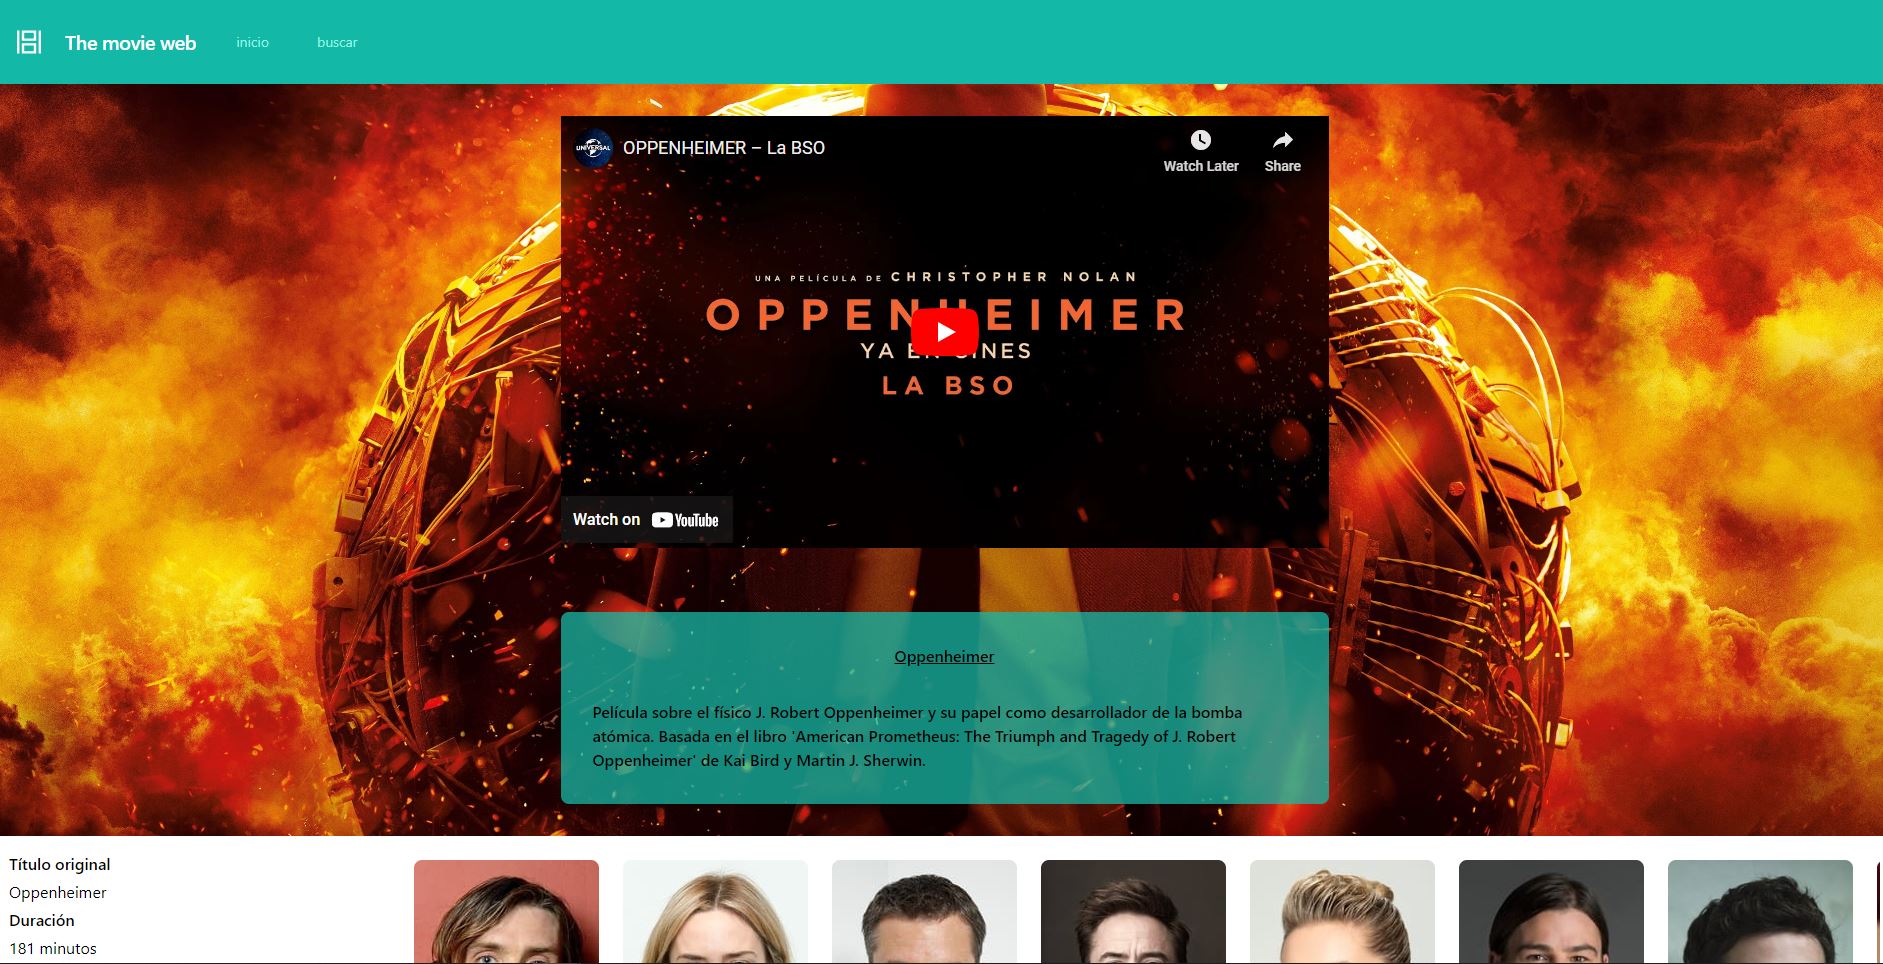 The movie web inicio buscar
UNIVERSAL
OPPENHEIMER – La BSO
Watch Later Share
UNA PELÍCULA DE CHRISTOPHER NOLAN
OPPENHEIMER
YA EN CINES
LA BSO
Watch on YouTube
Oppenheimer
Película sobre el físico J. Robert Oppenheimer y su papel como desarrollador de la bomba
atómica. Basada en el libro 'American Prometheus: The Triumph and Tragedy of J. Robert
Oppenheimer' de Kai Bird y Martin J. Sherwin.
Título original
Oppenheimer
Duración
181 minutos